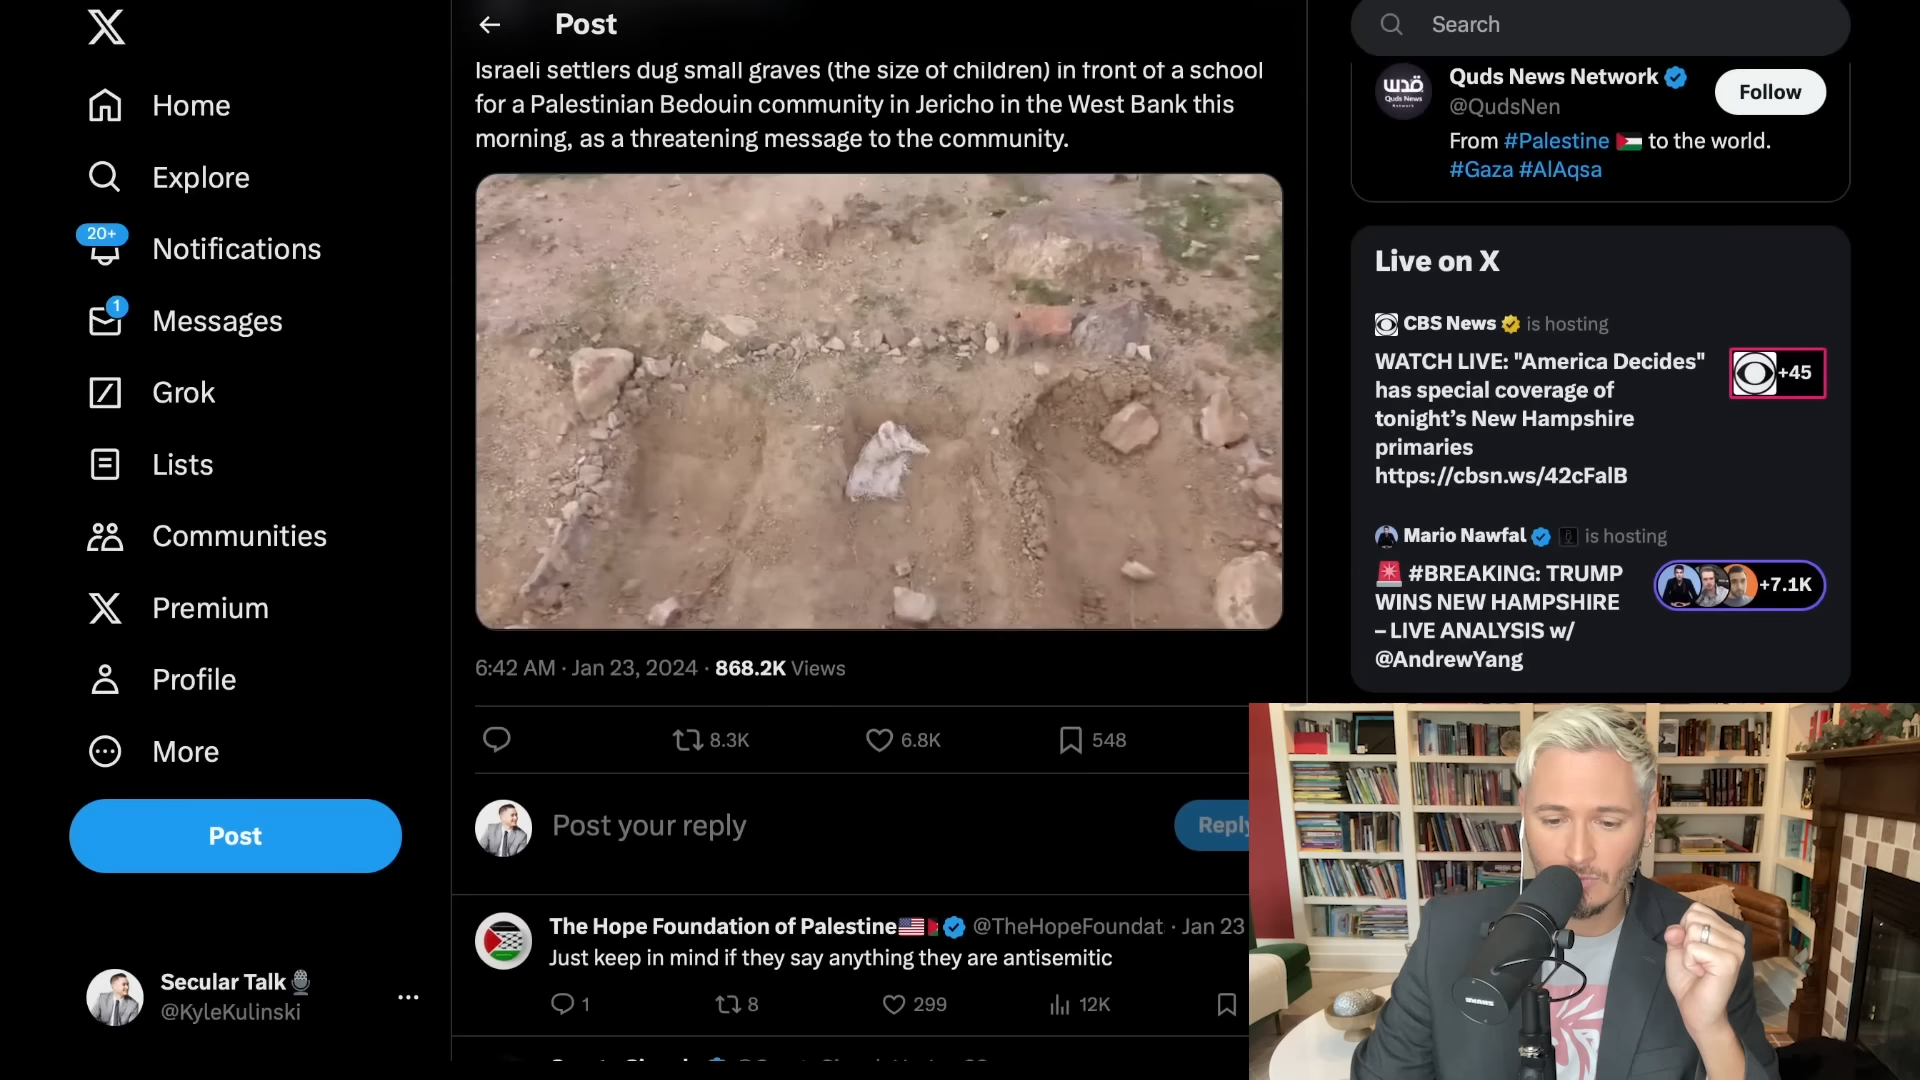 Home
Explore
20+
Notifications
1
Messages
Grok
Lists
Communities
Premium
Profile
More
Post
Secular Talk
@KyleKulinski
Post
Israeli settlers dug small graves (the size of children) in front of a school
for a Palestinian Bedouin community in Jericho in the West Bank this
morning, as a threatening message to the community.
6:42 AM · Jan 23, 2024 · 868.2K Views
8.3K
6.8K
548
Post your reply
Reply
The Hope Foundation of Palestine @TheHopeFoundat · Jan 23
Just keep in mind if they say anything they are antisemitic
1
8
299
12K
Search
قدس
Quds News
Network
Quds News Network
@QudsNen
Follow
From #Palestine to the world.
#Gaza #AlAqsa
Live on X
CBS News is hosting
WATCH LIVE: "America Decides"
has special coverage of
tonight's New Hampshire
primaries
https://cbsn.ws/42cFalB
+45
Mario Nawfal is hosting
#BREAKING: TRUMP
WINS NEW HAMPSHIRE
– LIVE ANALYSIS w/
@AndrewYang
+7.1K